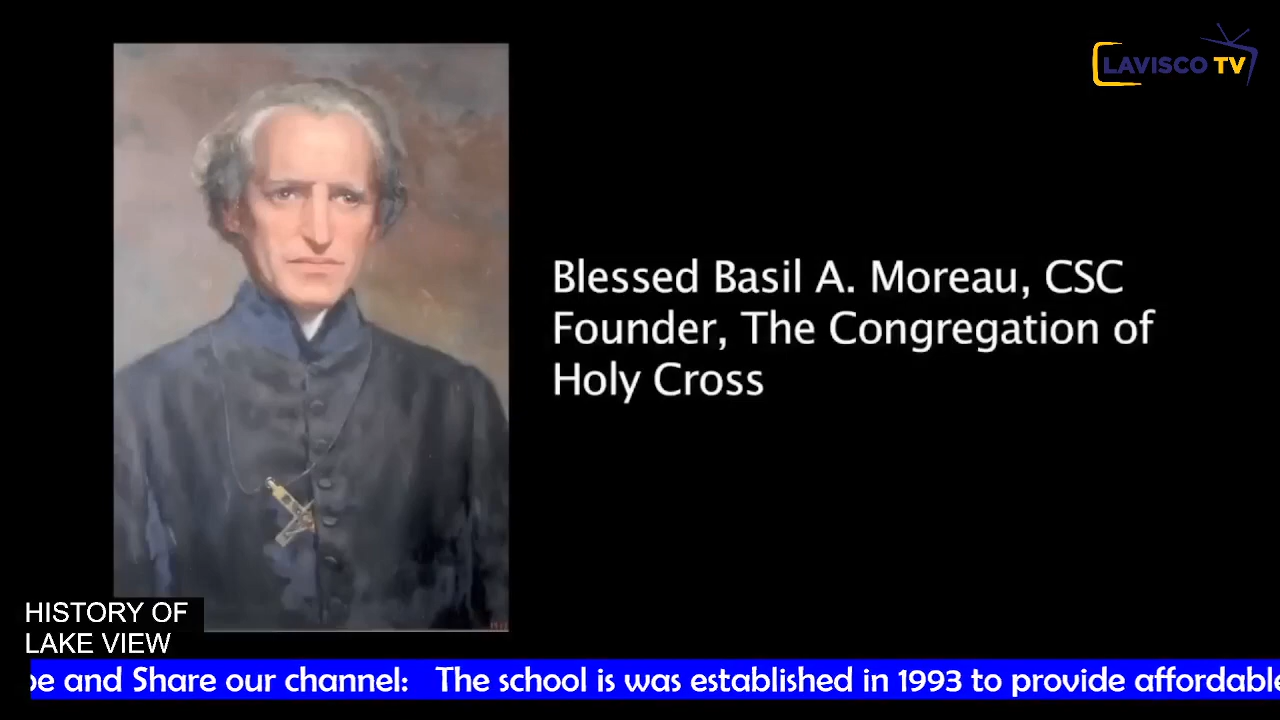 LAVISCO TV
Blessed Basil A. Moreau, CSC
Founder, The Congregation of
Holy Cross
HISTORY OF
LAKE VIEW
and Share our channel: The school is was established in 1993 to provide affordable